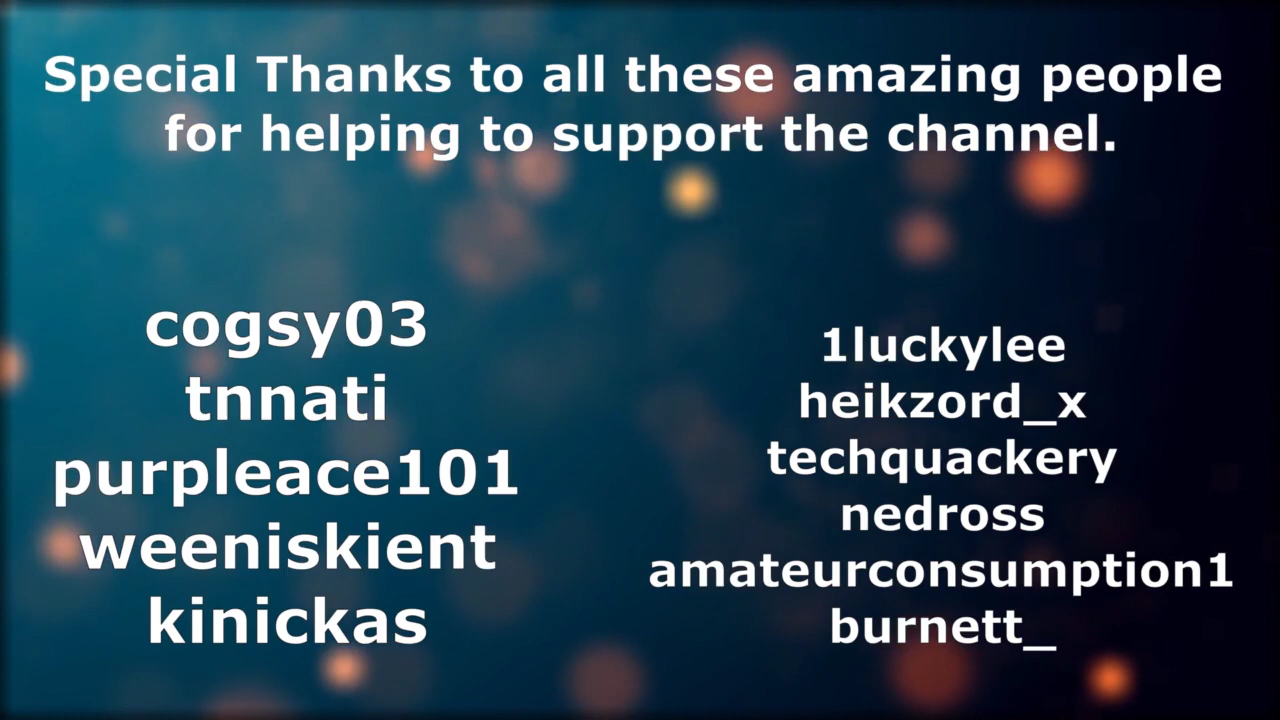 Special Thanks to all these amazing people
for helping to support the channel.
cogsy03
tnnati
purpleace101
weeniskient
kinickas
1luckylee
heikzord_x
techquackery
nedross
amateurconsumption1
burnett_